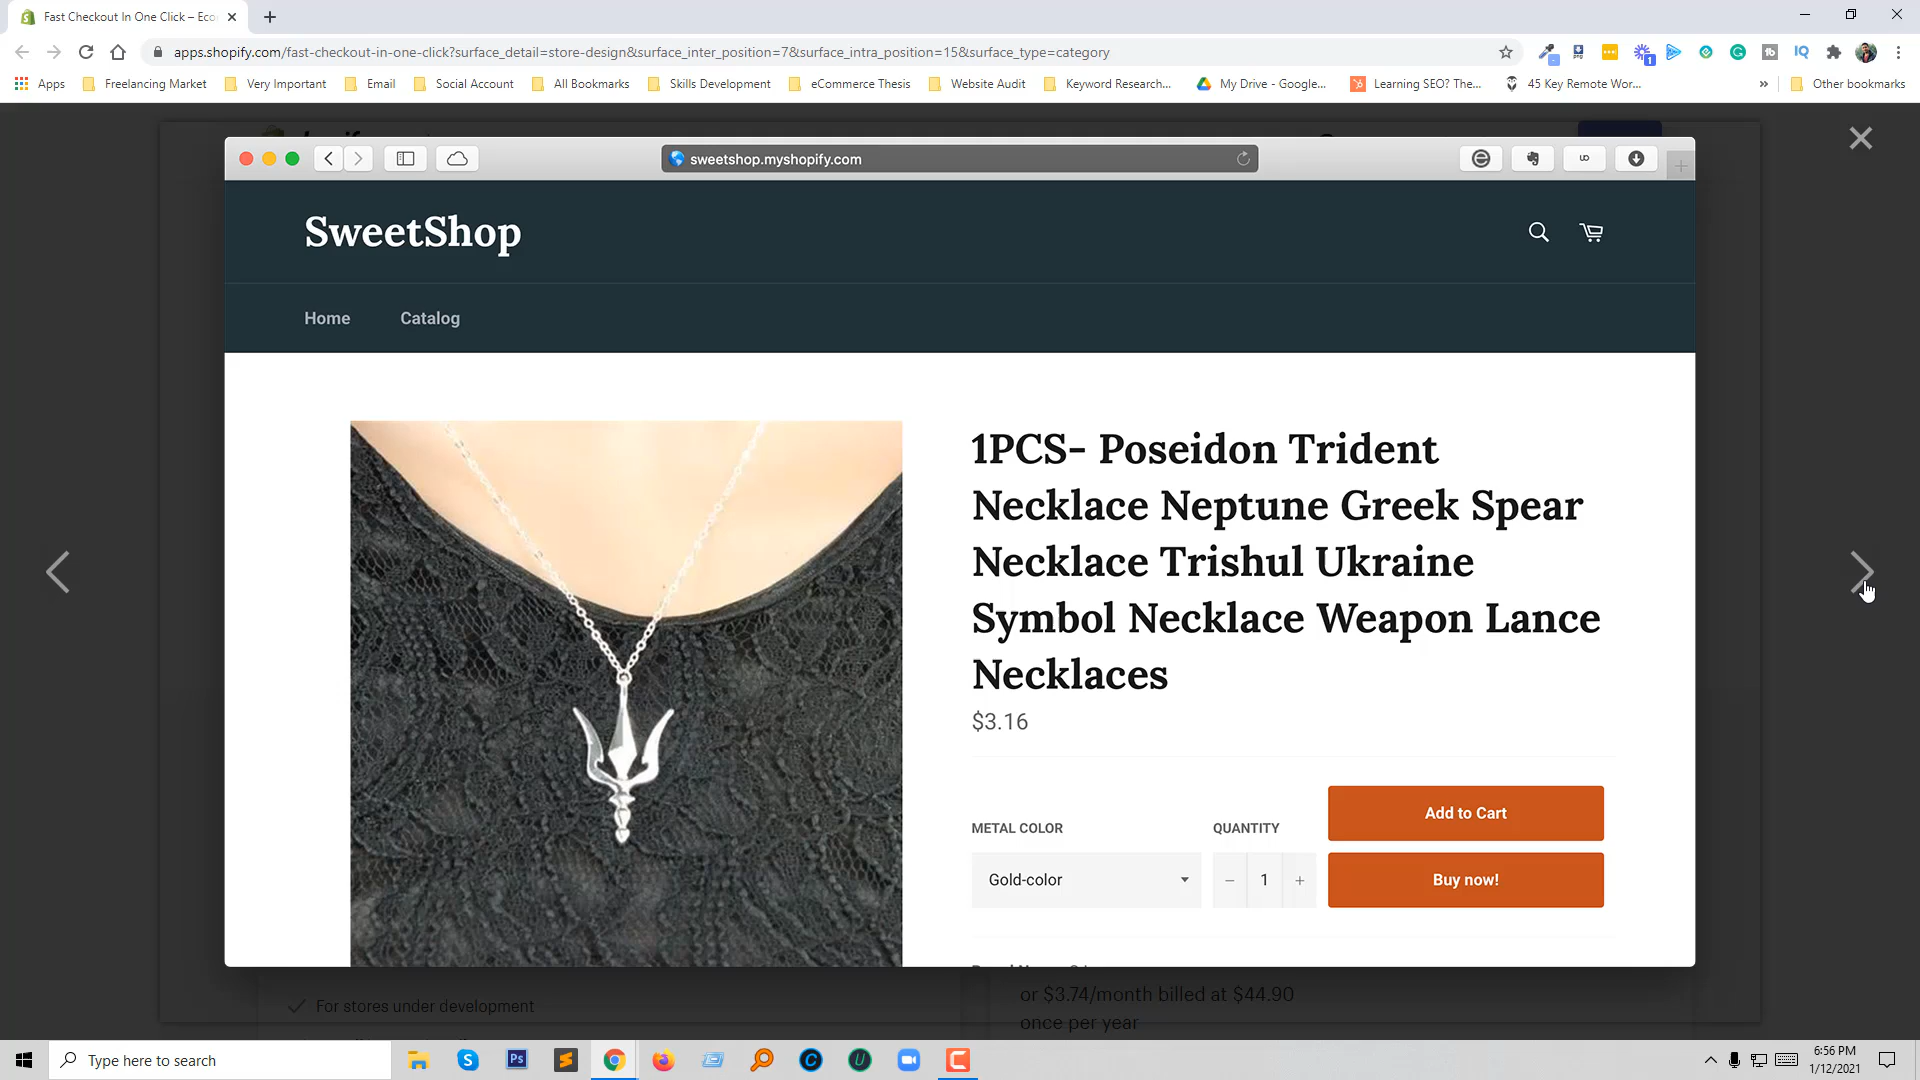 Fast Checkout In One Click – Eco
apps.shopify.com/fast-checkout-in-one-click?surface_detail=store-design&surface_inter_position=7&surface_intra_position=15&surface_type=category
Apps
Freelancing Market
Very Important
Email
Social Account
All Bookmarks
Skills Development
eCommerce Thesis
Website Audit
Keyword Research...
My Drive - Google...
Learning SEO? The...
45 Key Remote Wor...
» Other bookmarks
sweetshop.myshopify.com
SweetShop
Home
Catalog
1PCS- Poseidon Trident
Necklace Neptune Greek Spear
Necklace Trishul Ukraine
Symbol Necklace Weapon Lance
Necklaces
$3.16
METAL COLOR
QUANTITY
Add to Cart
Gold-color
− 1 +
Buy now!
For stores under development
or $3.74/month billed at $44.90
once per year
Type here to search
6:56 PM
1/12/2021